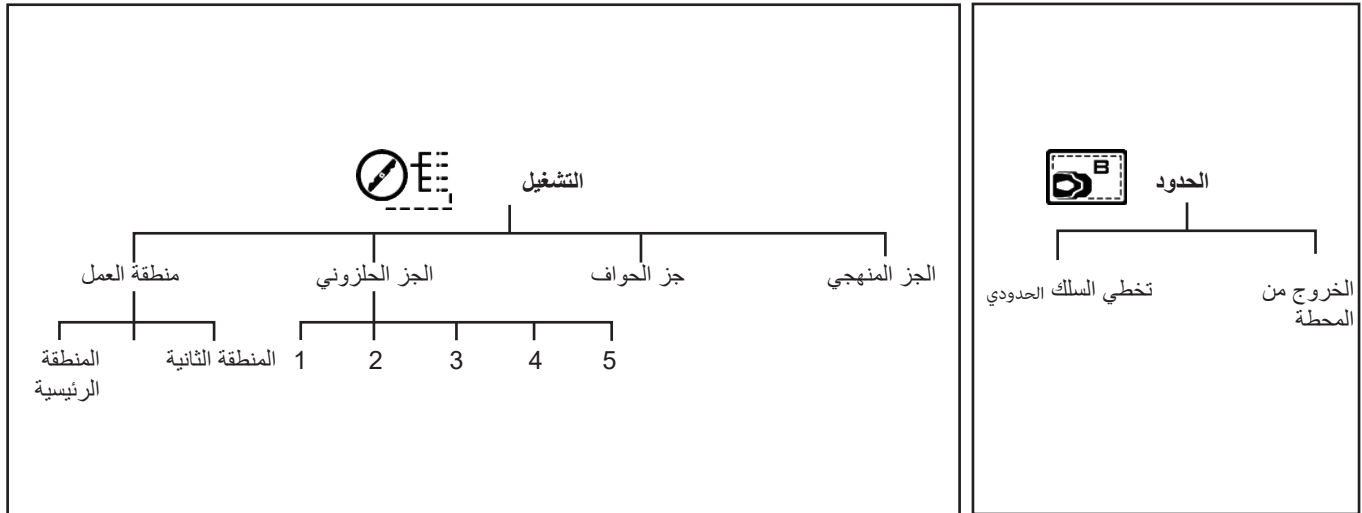 التشغيل
الجز المنهجي
جز الحواف
الجز الحلزوني
منطقة العمل
1
2
3
4
5
المنطقة الثانية
المنطقة
الرئيسية
B
الحدود
الخروج من
المحطة
تخطي السلك الحدودي